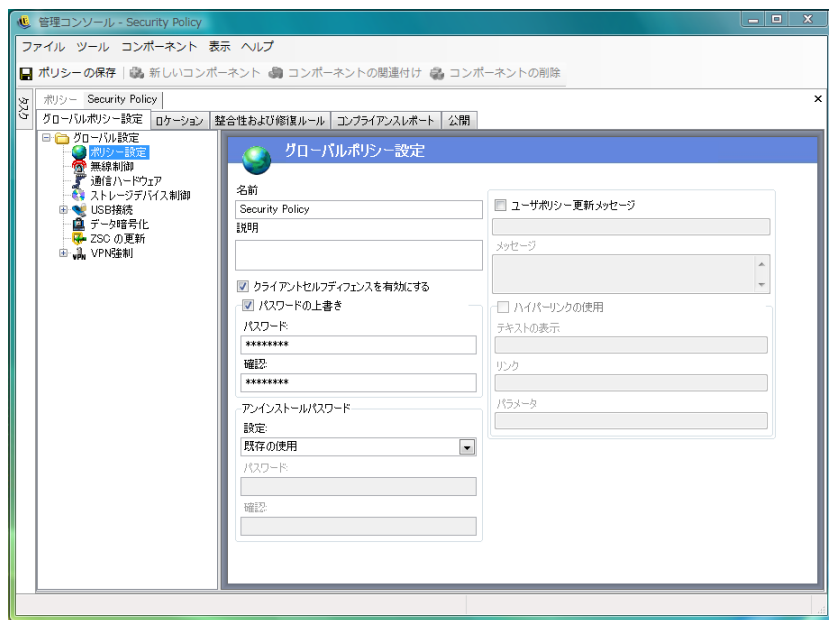 管理コンソール - Security Policy
ファイル ツール コンポーネント 表示 ヘルプ
ポリシーの保存 新しいコンポーネント コンポーネントの関連付け コンポーネントの削除
タスク
ポリシー Security Policy
グローバルポリシー設定 ロケーション 整合性および修復ルール コンプライアンスレポート 公開
グローバル設定
ポリシー設定
無線制御
通信ハードウェア
ストレージデバイス制御
USB接続
データ暗号化
ZSC の更新
VPN強制
グローバルポリシー設定
名前
Security Policy
説明
クライアントセルフディフェンスを有効にする
パスワードの上書き
パスワード:
********
確認:
********
アンインストールパスワード
設定:
既存の使用
パスワード:
確認:
ユーザポリシー更新メッセージ
メッセージ
ハイパーリンクの使用
テキストの表示
リンク
パラメータ